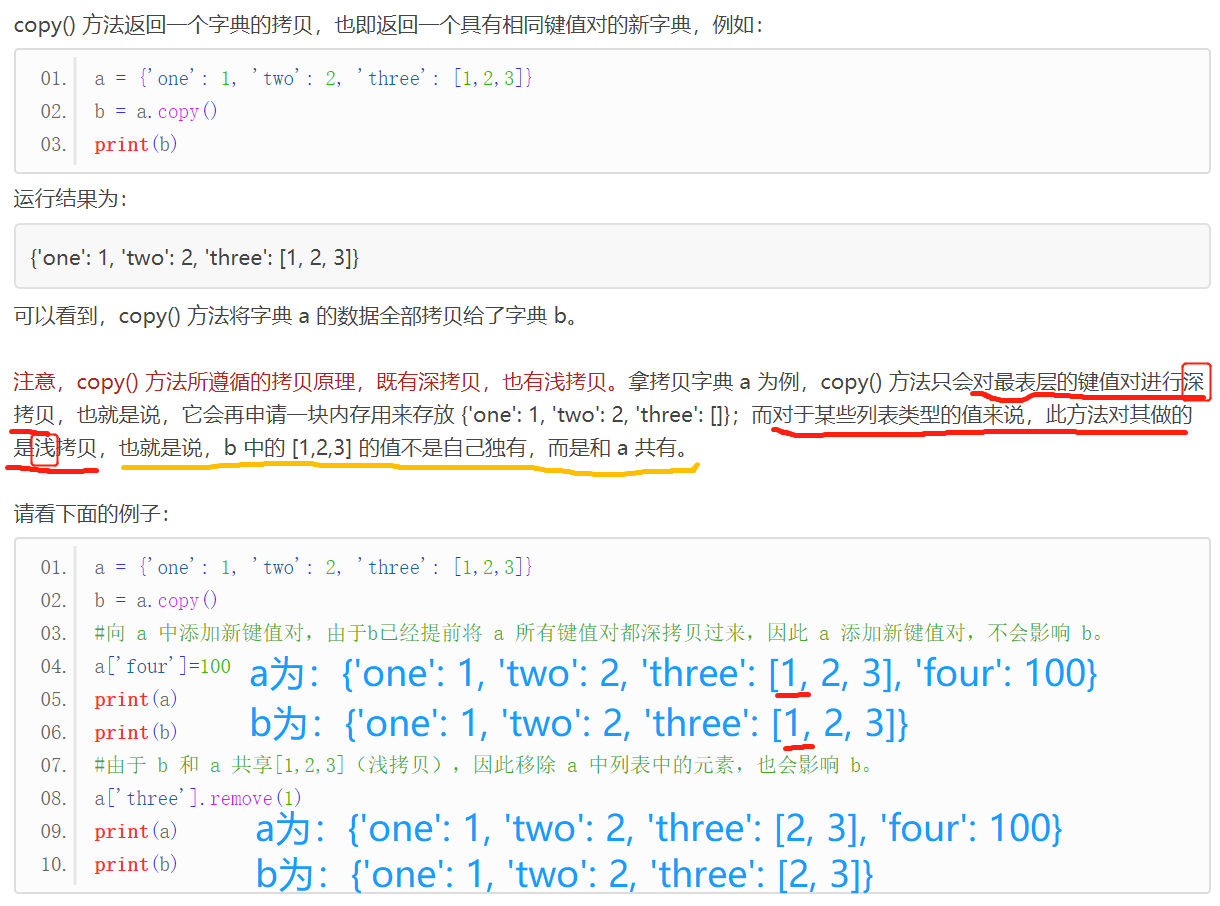 copy() 方法返回一个字典的拷贝，也即返回一个具有相同键值对的新字典，例如：
01. a = {'one': 1, 'two': 2, 'three': [1,2,3]}
02. b = a.copy()
03. print(b)
运行结果为：
{'one': 1, 'two': 2, 'three': [1, 2, 3]}
可以看到，copy() 方法将字典 a 的数据全部拷贝给了字典 b。
注意，copy() 方法所遵循的拷贝原理，既有深拷贝，也有浅拷贝。拿拷贝字典 a 为例，copy() 方法只会对最表层的键值对进行深
拷贝，也就是说，它会再申请一块内存用来存放 {'one': 1, 'two': 2, 'three': []}；而对于某些列表类型的值来说，此方法对其做的
是浅拷贝，也就是说，b 中的 [1,2,3] 的值不是自己独有，而是和 a 共有。
请看下面的例子：
01. a = {'one': 1, 'two': 2, 'three': [1,2,3]}
02. b = a.copy()
03. #向 a 中添加新键值对，由于b已经提前将 a 所有键值对都深拷贝过来，因此 a 添加新键值对，不会影响 b。
04. a['four']=100
a为：{'one': 1, 'two': 2, 'three': [1, 2, 3], 'four': 100}
05. print(a)
06. print(b)
b为：{'one': 1, 'two': 2, 'three': [1, 2, 3]}
07. #由于 b 和 a 共享[1,2,3]（浅拷贝），因此移除 a 中列表中的元素，也会影响 b。
08. a['three'].remove(1)
09. print(a)
a为：{'one': 1, 'two': 2, 'three': [2, 3], 'four': 100}
10. print(b)
b为：{'one': 1, 'two': 2, 'three': [2, 3]}